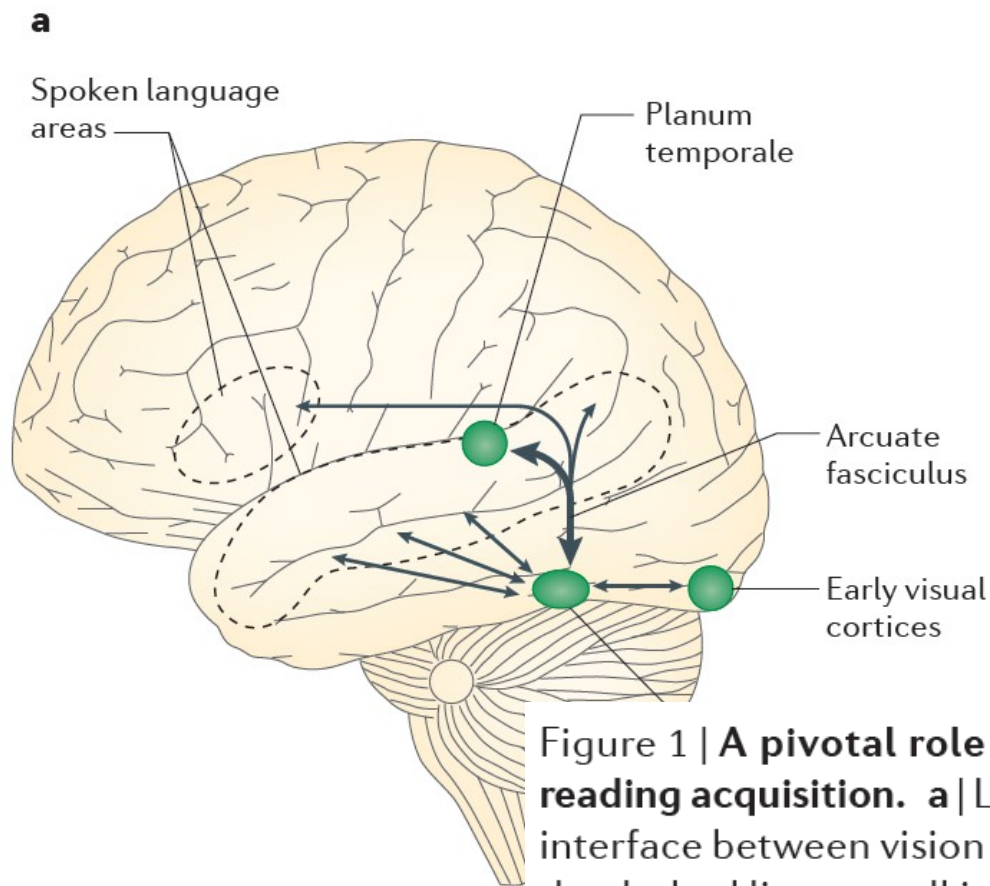 a
Spoken language
areas
Planum
temporale
Arcuate
fasciculus
Early visual
cortices
Figure 1 | A pivotal role
reading acquisition. a | L
interface between vision